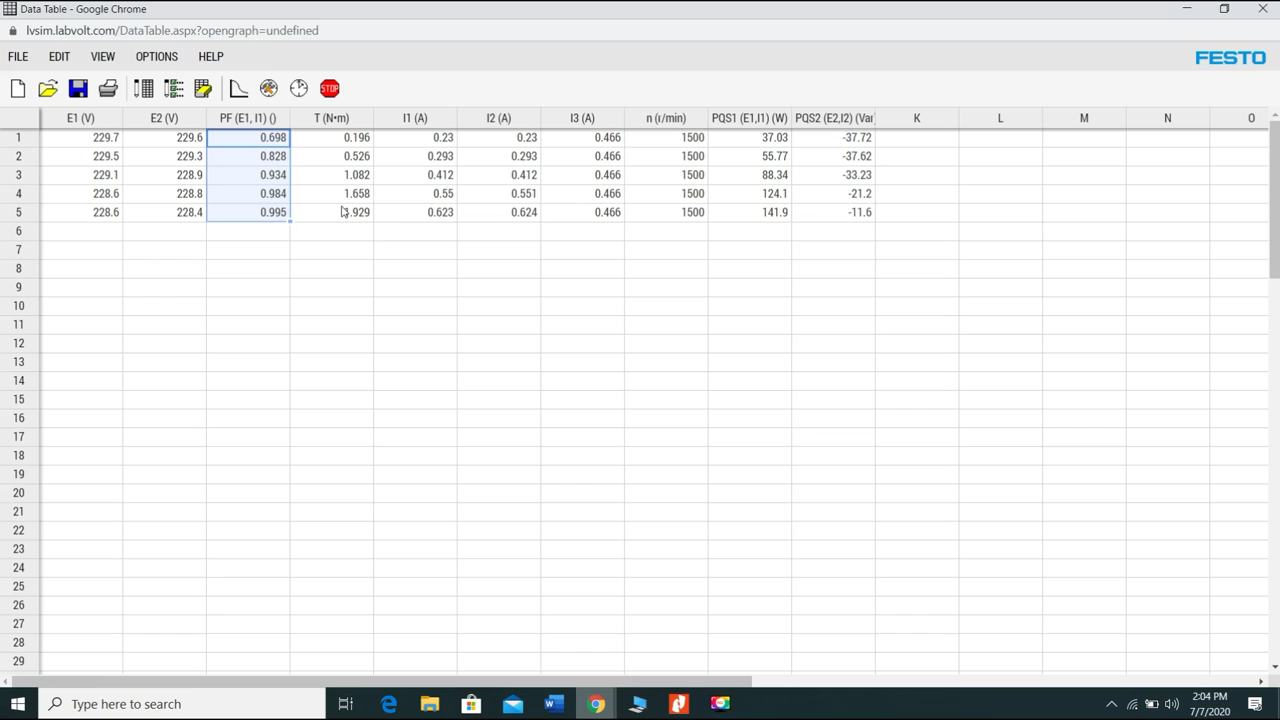 Data Table - Google Chrome
lvsim.labvolt.com/DataTable.aspx?opengraph=undefined
FILE EDIT VIEW OPTIONS HELP
FESTO
STOP
E1 (V) E2 (V) PF (E1, I1) () T (N•m) I1 (A) I2 (A) I3 (A) n (r/min) PQS1 (E1,I1) (W) PQS2 (E2,I2) (Var K L M N O
1 229.7 229.6 0.698 0.196 0.23 0.23 0.466 1500 37.03 -37.72
2 229.5 229.3 0.828 0.526 0.293 0.293 0.466 1500 55.77 -37.62
3 229.1 228.9 0.934 1.082 0.412 0.412 0.466 1500 88.34 -33.23
4 228.6 228.8 0.984 1.658 0.55 0.551 0.466 1500 124.1 -21.2
5 228.6 228.4 0.995 .929 0.623 0.624 0.466 1500 141.9 -11.6
6
7
8
9
10
11
12
13
14
15
16
17
18
19
20
21
22
23
24
25
26
27
28
29
Type here to search
2:04 PM
7/7/2020